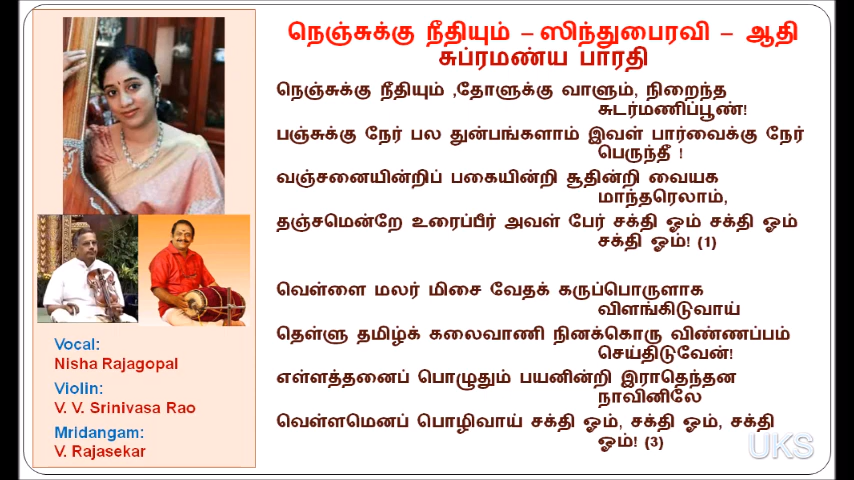 நெஞ்சுக்கு நீதியும் – ஸிந்துபைரவி – ஆதி
சுப்ரமண்ய பாரதி
நெஞ்சுக்கு நீதியும் ,தோளுக்கு வாளும், நிறைந்த
சுடர்மணிப்பூண்!
பஞ்சுக்கு நேர் பல துன்பங்களாம் இவள் பார்வைக்கு நேர்
பெருந்தீ !
வஞ்சனையின்றிப் பகையின்றி சூதின்றி வையக
மாந்தரெலாம்,
தஞ்சமென்றே உரைப்பீர் அவள் பேர் சக்தி ஓம் சக்தி ஓம்
சக்தி ஓம்! (1)
வெள்ளை மலர் மிசை வேதக் கருப்பொருளாக
விளங்கிடுவாய்
தெள்ளு தமிழ்க் கலைவாணி நினக்கொரு விண்ணப்பம்
செய்திடுவேன்!
எள்ளத்தனைப் பொழுதும் பயனின்றி இராதெந்தன
நாவினிலே
வெள்ளமெனப் பொழிவாய் சக்தி ஓம், சக்தி ஓம், சக்தி
ஓம்! (3)
Vocal:
Nisha Rajagopal
Violin:
V. V. Srinivasa Rao
Mridangam:
V. Rajasekar
UKS